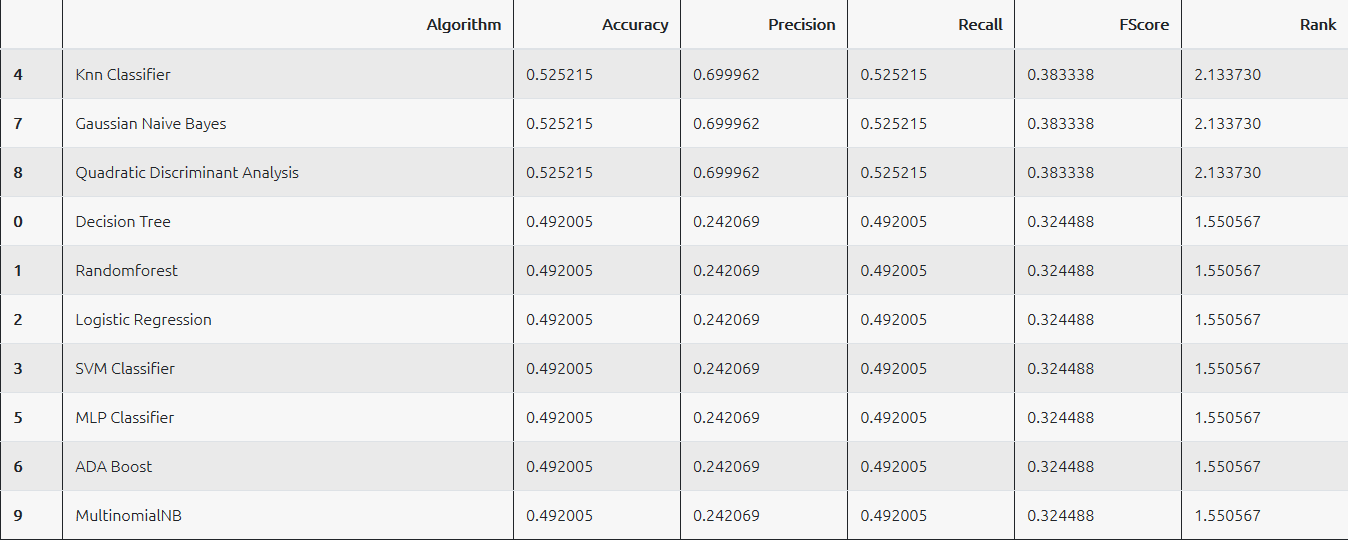 Algorithm Accuracy Precision Recall FScore Rank
4 Knn Classifier 0.525215 0.699962 0.525215 0.383338 2.133730
7 Gaussian Naive Bayes 0.525215 0.699962 0.525215 0.383338 2.133730
8 Quadratic Discriminant Analysis 0.525215 0.699962 0.525215 0.383338 2.133730
0 Decision Tree 0.492005 0.242069 0.492005 0.324488 1.550567
1 Randomforest 0.492005 0.242069 0.492005 0.324488 1.550567
2 Logistic Regression 0.492005 0.242069 0.492005 0.324488 1.550567
3 SVM Classifier 0.492005 0.242069 0.492005 0.324488 1.550567
5 MLP Classifier 0.492005 0.242069 0.492005 0.324488 1.550567
6 ADA Boost 0.492005 0.242069 0.492005 0.324488 1.550567
9 MultinomialNB 0.492005 0.242069 0.492005 0.324488 1.550567